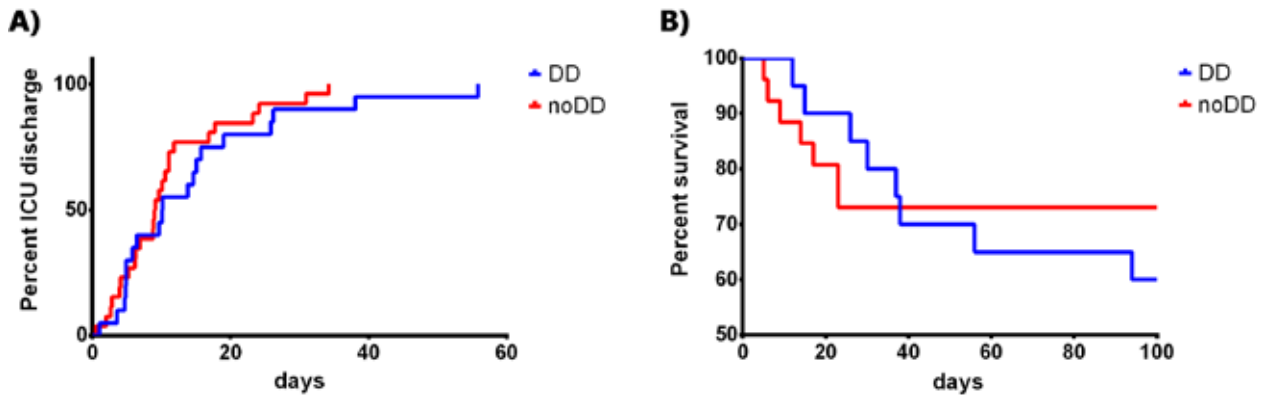 A)
Percent ICU discharge
100
50
0
0 20 40 60
days
DD
noDD
B)
Percent survival
100
90
80
70
60
50
0 20 40 60 80 100
days
DD
noDD